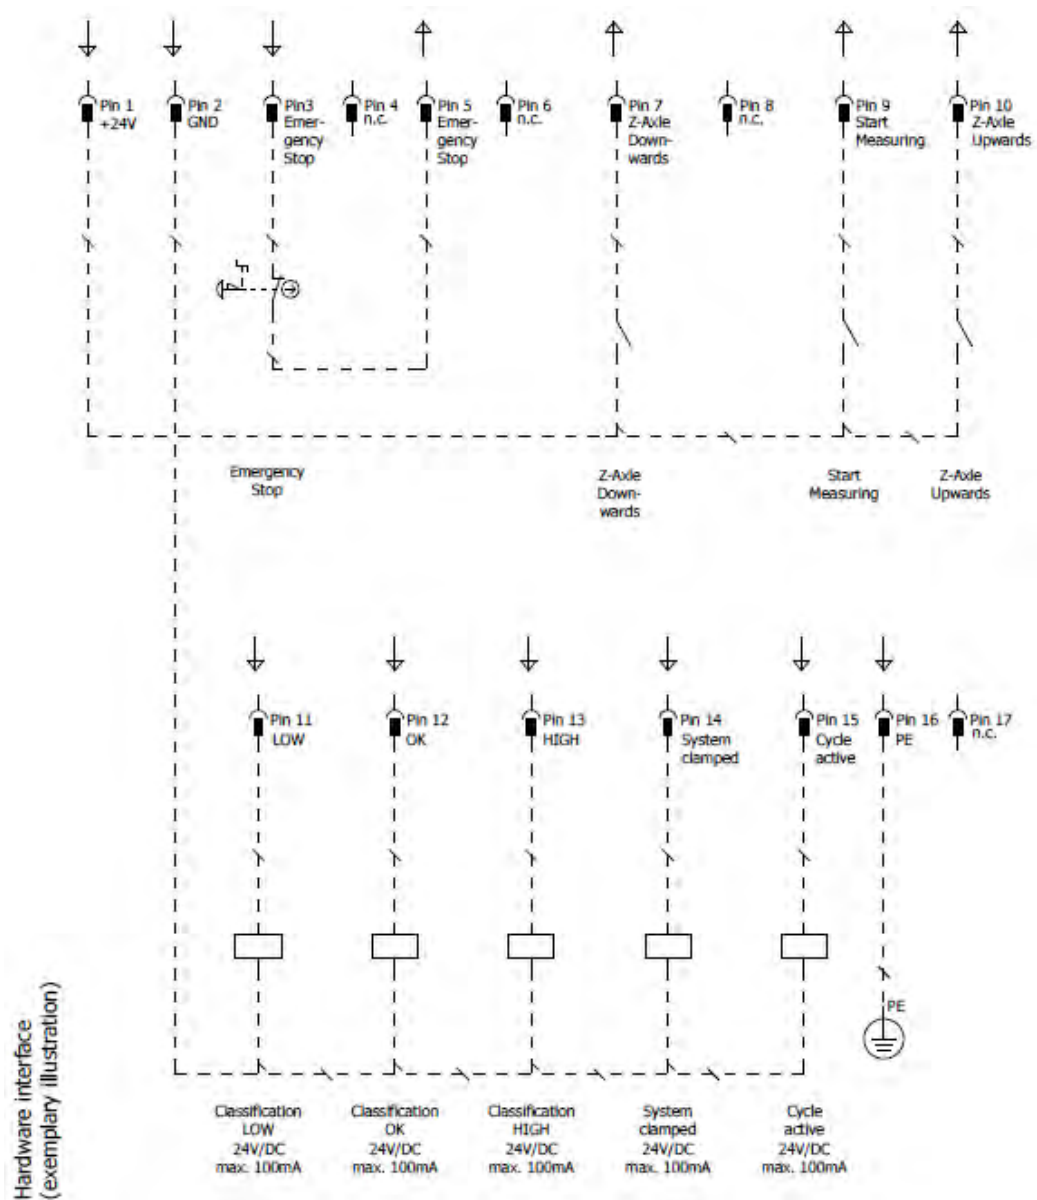 Pin 1
+24V
Pin 2
GND
Pin3
Emer-
gency
Stop
Pin 4
n.c.
Pin 5
Emer-
gency
Stop
Pin 6
n.c.
Pin 7
Z-Axle
Down-
wards
Pin 8
n.c.
Pin 9
Start
Measuring
Pin 10
Z-Axle
Upwards
Emergency
Stop
Z-Axle
Down-
wards
Start
Measuring
Z-Axle
Upwards
Pin 11
LOW
Pin 12
OK
Pin 13
HIGH
Pin 14
System
clamped
Pin 15
Cycle
active
Pin 16
PE
Pin 17
n.c.
PE
Classification
LOW
24V/DC
max. 100mA
Classification
OK
24V/DC
max. 100mA
Classification
HIGH
24V/DC
max. 100mA
System
clamped
24V/DC
max. 100mA
Cycle
active
24V/DC
max. 100mA
Hardware interface
(exemplary illustration)